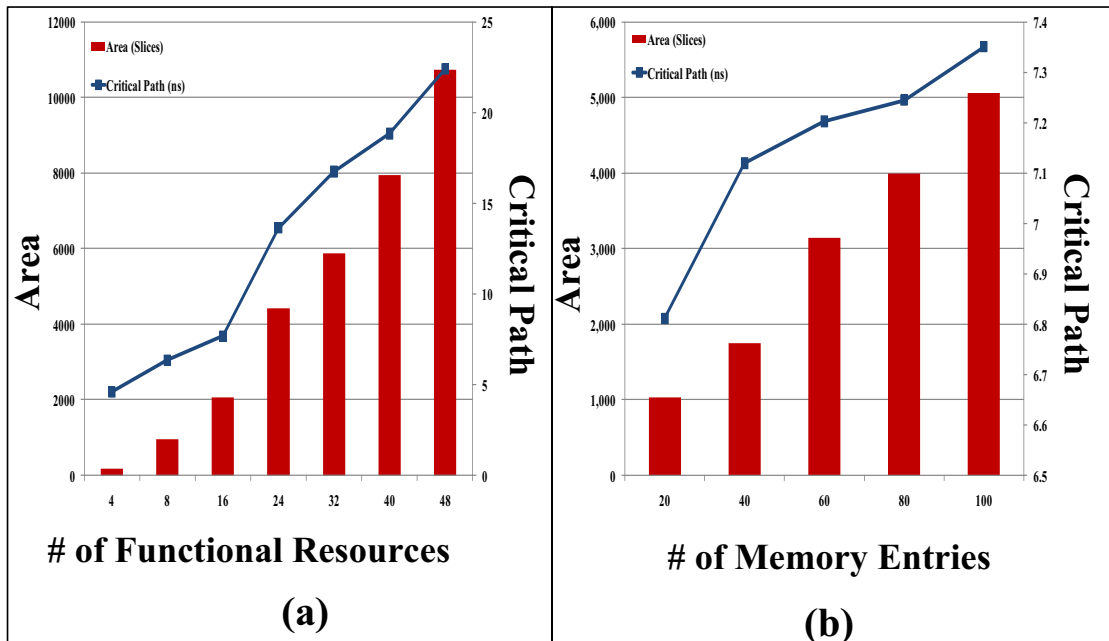 12000
10000
8000
6000
4000
2000
0
Area
Area (Slices)
Critical Path (ns)
25
20
15
10
5
0
Critical Path
4 8 16 24 32 40 48
# of Functional Resources
(a)
6,000
5,000
4,000
3,000
2,000
1,000
0
Area
Area (Slices)
Critical Path (ns)
7.4
7.3
7.2
7.1
7
6.9
6.8
6.7
6.6
6.5
Critical Path
20 40 60 80 100
# of Memory Entries
(b)